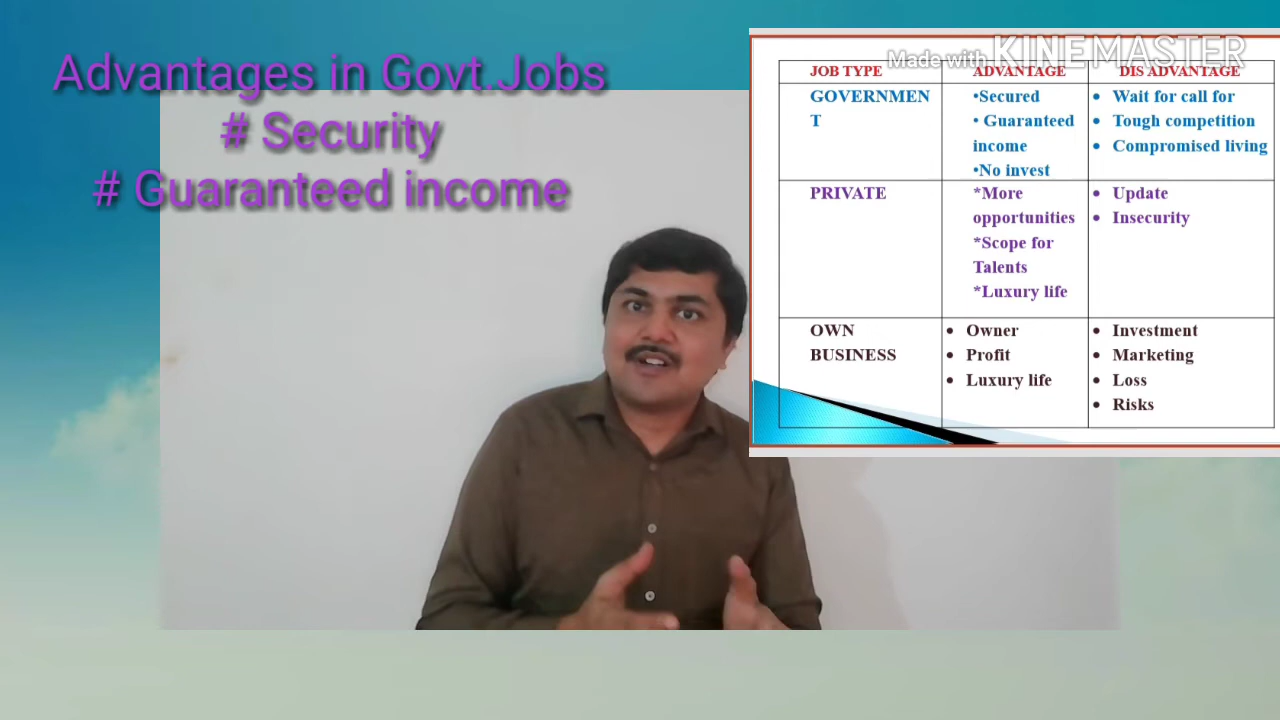 Advantages in Govt.Jobs
# Security
# Guaranteed income
Made with KINEMASTER
JOB TYPE ADVANTAGE DIS ADVANTAGE
GOVERNMEN
T
•Secured
• Guaranteed
income
•No invest
• Wait for call for
• Tough competition
• Compromised living
PRIVATE
*More
opportunities
*Scope for
Talents
*Luxury life
• Update
• Insecurity
OWN
BUSINESS
• Owner
• Profit
• Luxury life
• Investment
• Marketing
• Loss
• Risks